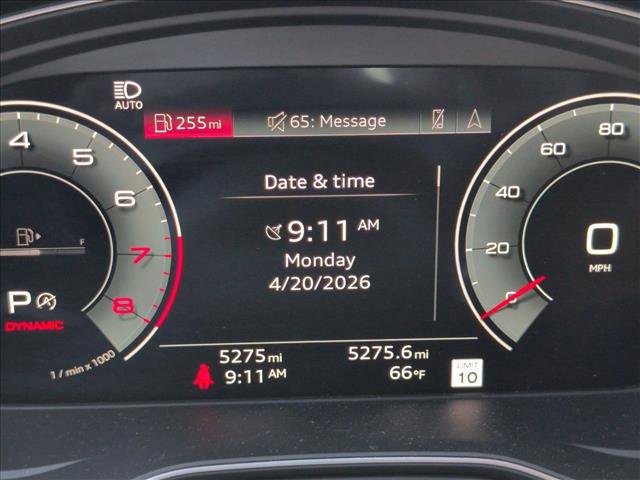 AUTO
255 mi
65: Message
4 5 6 7 8
1 / min x 1000
F
P
DYNAMIC
Date & time
9:11 AM
Monday
4/20/2026
80
60
40
20
0
0
MPH
5275 mi
5275.6 mi
9:11 AM
66°F
LIMIT
10